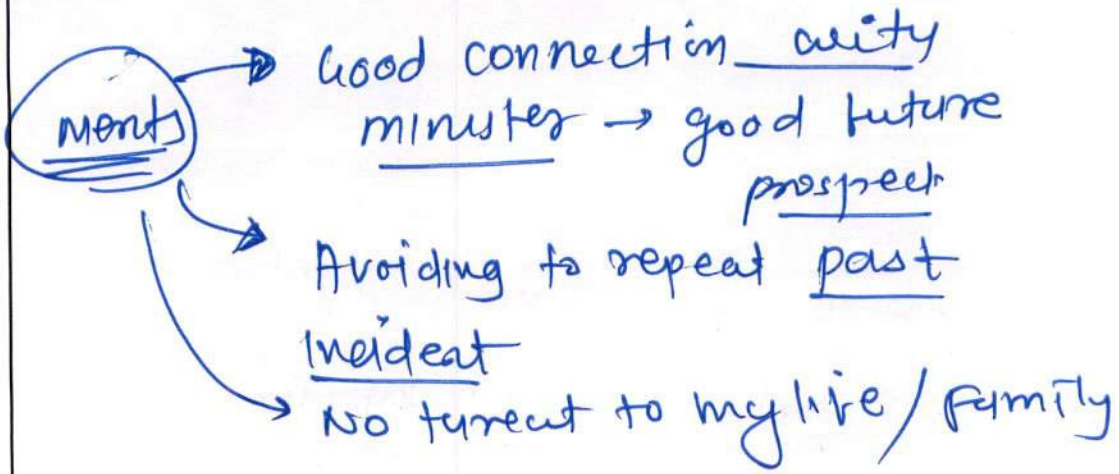 Good connection with
merits
minister → good future
prospect
Avoiding to repeat past
Incident
No threat to my life / family